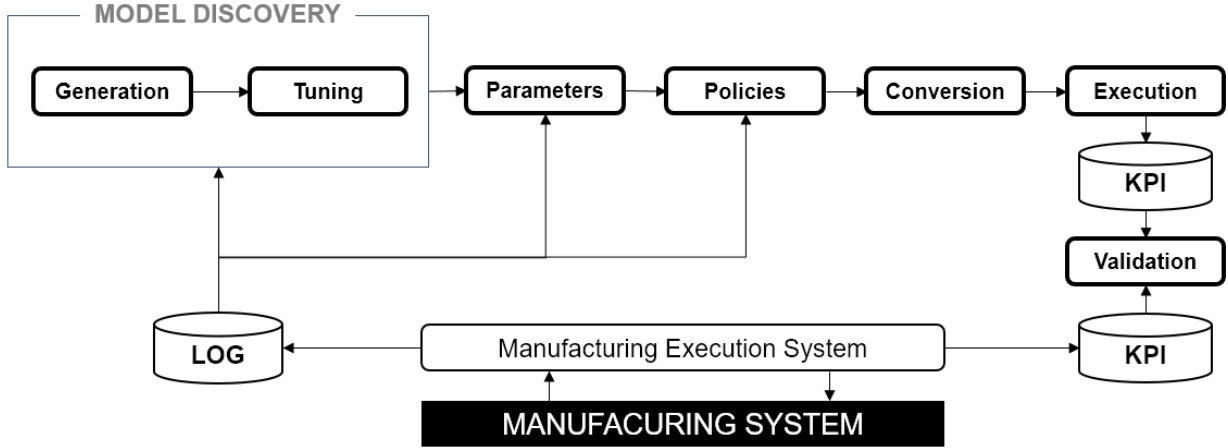 MODEL DISCOVERY
Generation
Tuning
Parameters
Policies
Conversion
Execution
KPI
Validation
LOG
Manufacturing Execution System
KPI
MANUFACURING SYSTEM